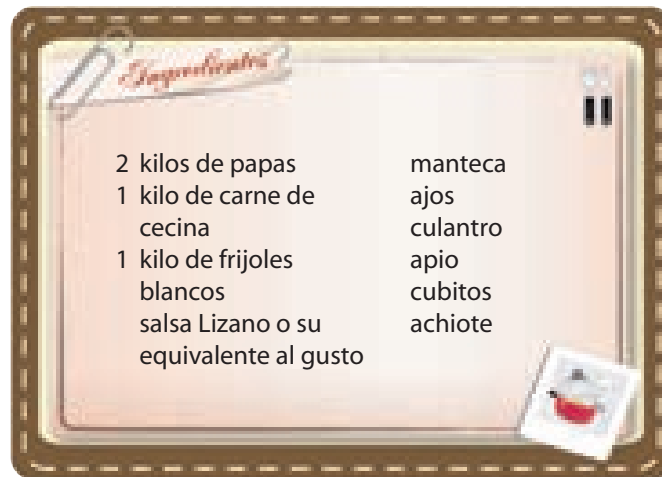 Ingredientes
2 kilos de papas
1 kilo de carne de
cecina
1 kilo de frijoles
blancos
salsa Lizano o su
equivalente al gusto
manteca
ajos
culantro
apio
cubitos
achiote